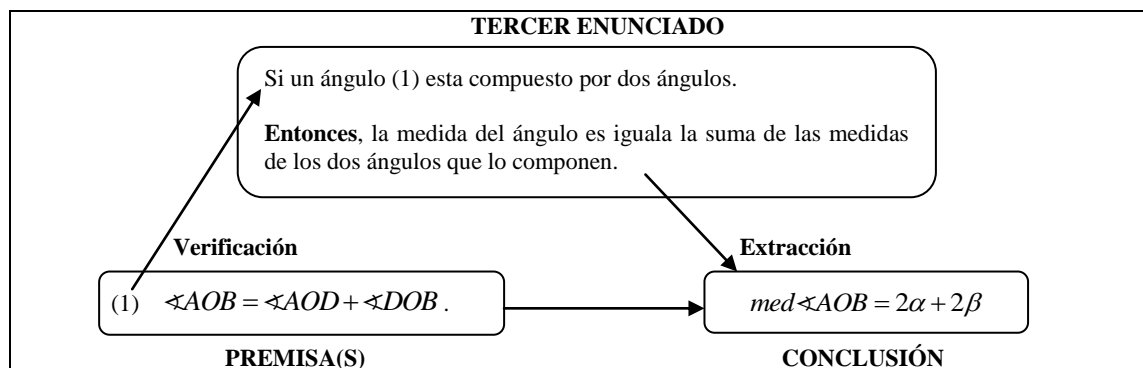 TERCER ENUNCIADO
Si un ángulo (1) esta compuesto por dos ángulos.
Entonces, la medida del ángulo es iguala la suma de las medidas
de los dos ángulos que lo componen.
Verificación
Extracción
(1) ∢AOB = ∢AOD + ∢DOB .
med∢AOB = 2α + 2β
PREMISA(S)
CONCLUSIÓN